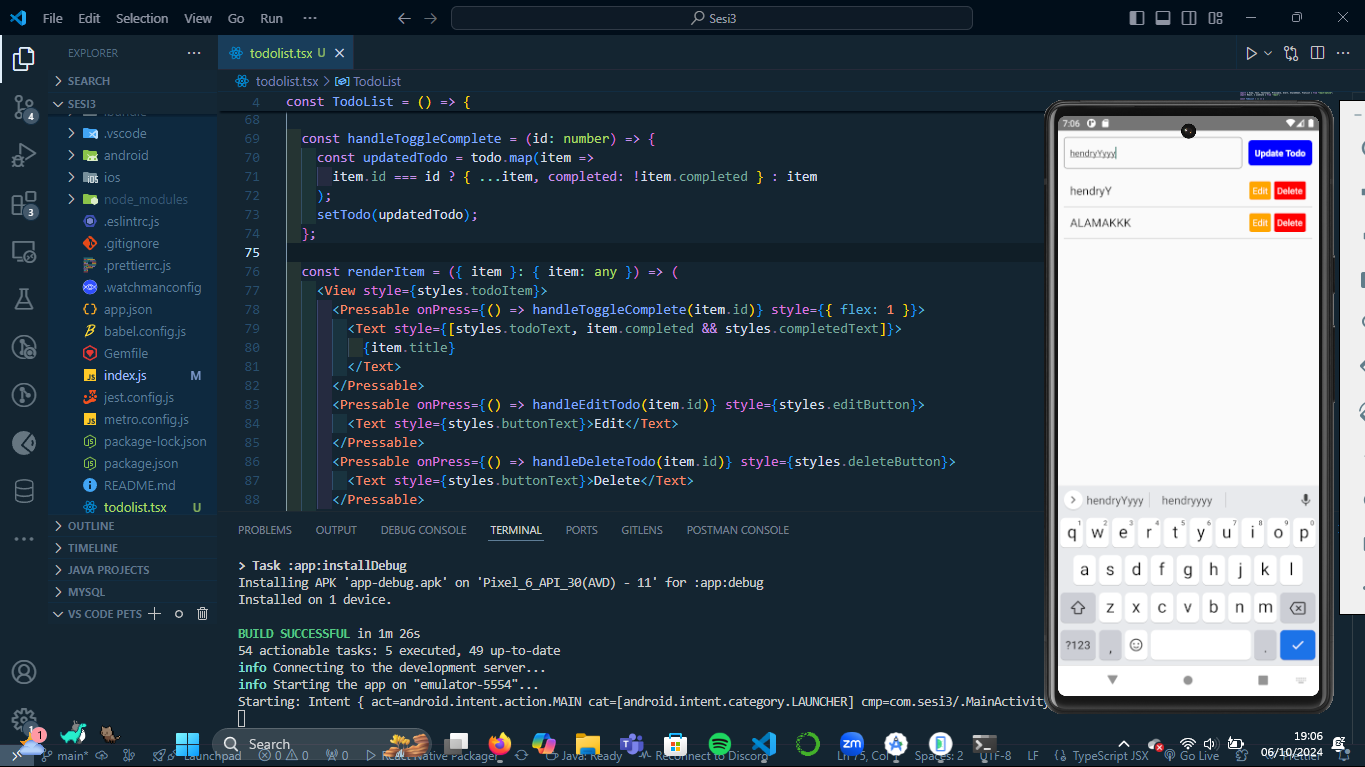 File Edit Selection View Go Run ···
Sesi3
EXPLORER
SEARCH
SESI3
.vscode
android
ios
node_modules
.eslintrc.js
.gitignore
.prettierrc.js
.watchmanconfig
app.json
babel.config.js
Gemfile
index.js M
jest.config.js
metro.config.js
package-lock.json
package.json
README.md
todolist.tsx U
OUTLINE
TIMELINE
JAVA PROJECTS
MYSQL
VS CODE PETS
4
3
1
todolist.tsx U
todolist.tsx > TodoList
4 const TodoList = () => {
68
69 const handleToggleComplete = (id: number) => {
70 const updatedTodo = todo.map(item =>
71 item.id === id ? { ...item, completed: !item.completed } : item
72 );
73 setTodo(updatedTodo);
74 };
75
76 const renderItem = ({ item }: { item: any }) => (
77 <View style={styles.todoItem}>
78 <Pressable onPress={() => handleToggleComplete(item.id)} style={{ flex: 1 }}>
79 <Text style={[styles.todoText, item.completed && styles.completedText]}>
80 {item.title}
81 </Text>
82 </Pressable>
83 <Pressable onPress={() => handleEditTodo(item.id)} style={styles.editButton}>
84 <Text style={styles.buttonText}>Edit</Text>
85 </Pressable>
86 <Pressable onPress={() => handleDeleteTodo(item.id)} style={styles.deleteButton}>
87 <Text style={styles.buttonText}>Delete</Text>
88 </Pressable>
PROBLEMS OUTPUT DEBUG CONSOLE TERMINAL PORTS GITLENS POSTMAN CONSOLE
> Task :app:installDebug
Installing APK 'app-debug.apk' on 'Pixel_6_API_30(AVD) - 11' for :app:debug
Installed on 1 device.
BUILD SUCCESSFUL in 1m 26s
54 actionable tasks: 5 executed, 49 up-to-date
info Connecting to the development server...
info Starting the app on "emulator-5554"...
Starting: Intent { act=android.intent.action.MAIN cat=[android.intent.category.LAUNCHER] cmp=com.sesi3/.MainActivity
7:06
hendryYyyy Update Todo
hendryY Edit Delete
ALAMAKKK Edit Delete
hendryYyyy hendryyyy
q w e r t y u i o p
1 2 3 4 5 6 7 8 9 0
a s d f g h j k l
z x c v b n m
?123 , .
main* Launchpad 0 0 0 React Native Packager Java: Ready Reconnect to Discord Ln 75, Col Spaces: 2 UTF-8 LF TypeScript JSX Go Live Prettier
Search
zm
19:06
06/10/2024